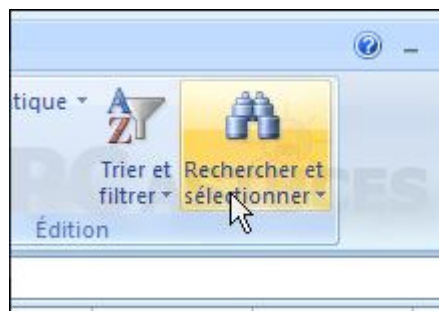 tique
A
Z
Trier et
filtrer
Rechercher et
sélectionner
Édition